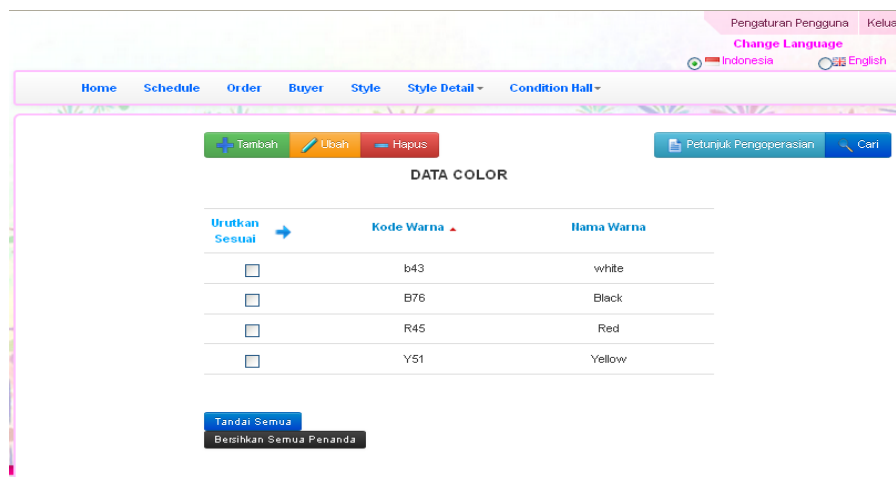 Pengaturan Pengguna
Change Language
Indonesia English
Home Schedule Order Buyer Style Style Detail Condition Hall
Tambah Ubah Hapus Petunjuk Pengoperasian Cari
DATA COLOR
Urutkan Sesuai Kode Warna Nama Warna
b43 white
B76 Black
R45 Red
Y51 Yellow
Tandai Semua
Bersihkan Semua Penanda